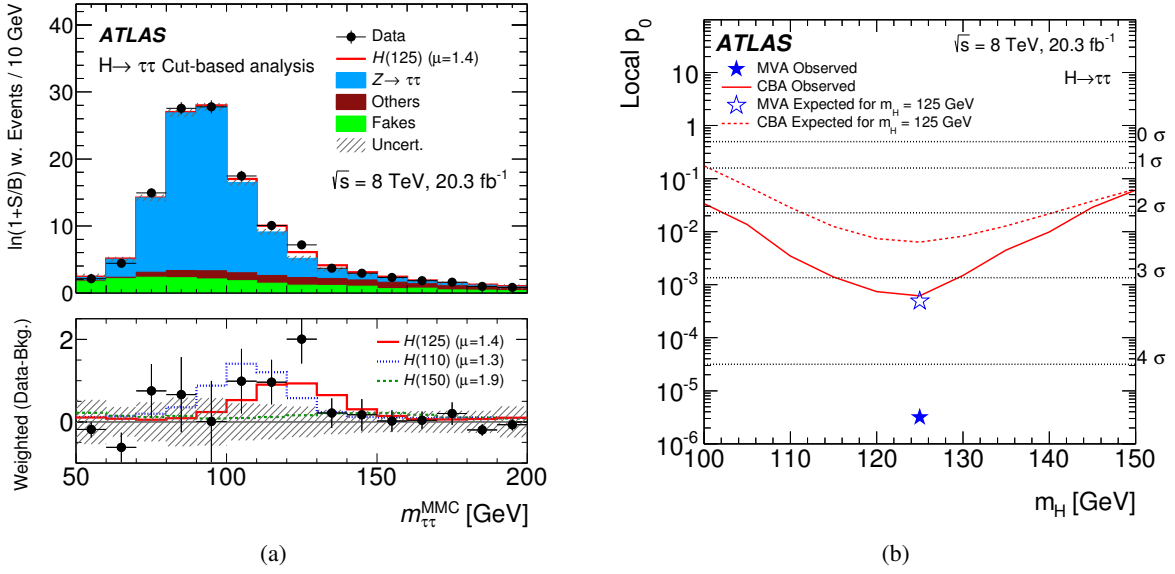 ln(1+S/B) w. Events / 10 GeV
40
30
20
10
0
ATLAS
H→ ττ Cut-based analysis
Data
H(125) (μ=1.4)
Z → ττ
Others
Fakes
Uncert.
√s = 8 TeV, 20.3 fb⁻¹
Weighted (Data-Bkg.)
2
0
H(125) (μ=1.4)
H(110) (μ=1.3)
H(150) (μ=1.9)
50 100 150 200
m_ττ^MMC [GeV]
(a)
Local p₀
10
1
10⁻¹
10⁻²
10⁻³
10⁻⁴
10⁻⁵
10⁻⁶
ATLAS
√s = 8 TeV, 20.3 fb⁻¹
MVA Observed
H→ττ
CBA Observed
MVA Expected for m_H = 125 GeV
CBA Expected for m_H = 125 GeV
0 σ
1 σ
2 σ
3 σ
4 σ
100 110 120 130 140 150
m_H [GeV]
(b)